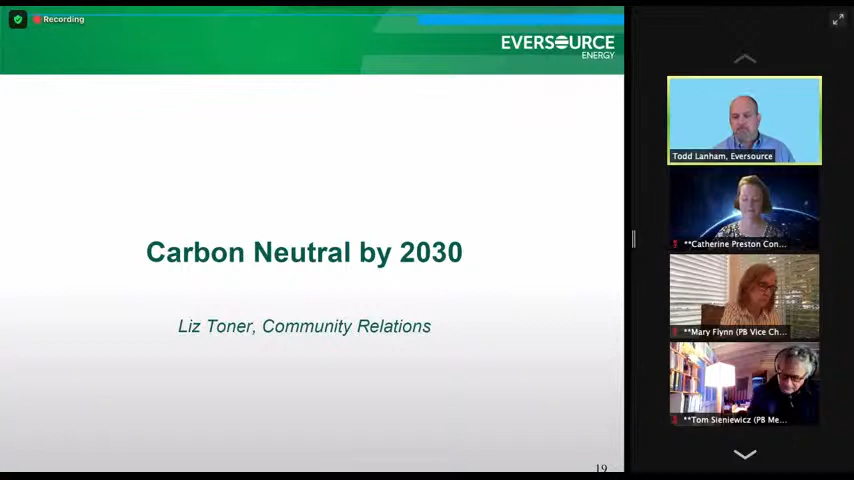 Recording
EVERSOURCE
ENERGY
Carbon Neutral by 2030
Liz Toner, Community Relations
19
Todd Lanham, Eversource
**Catherine Preston Con...
**Mary Flynn (PB Vice Ch...
**Tom Sieniewicz (PB Me...